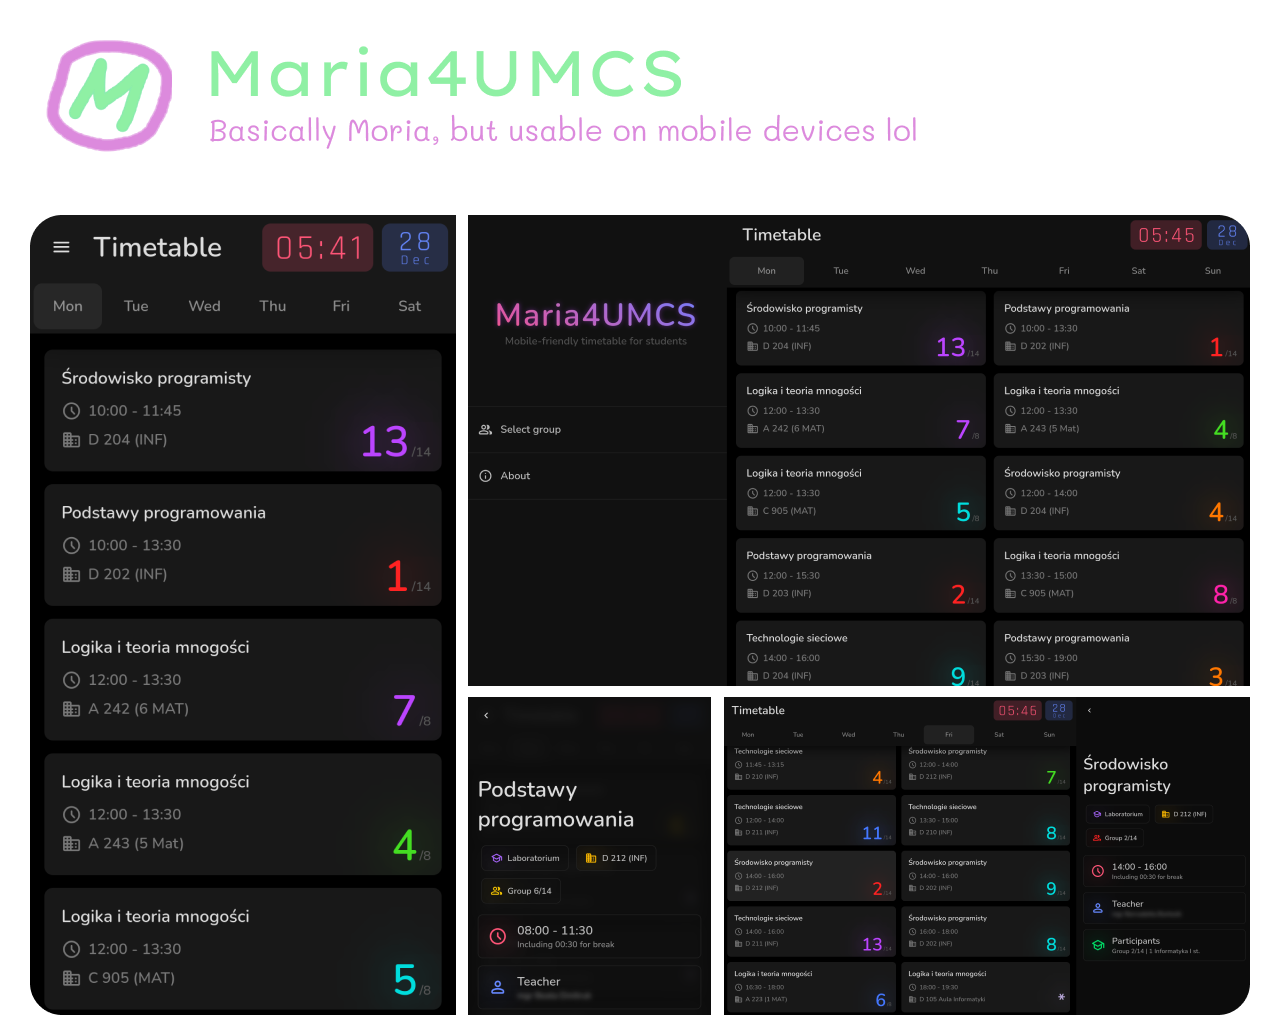 Maria4UMCS
Basically Moria, but usable on mobile devices lol
Timetable
05:41
28
Dec
Mon Tue Wed Thu Fri Sat
Środowisko programisty
10:00 - 11:45
D 204 (INF)
13/14
Podstawy programowania
10:00 - 13:30
D 202 (INF)
1/14
Logika i teoria mnogości
12:00 - 13:30
A 242 (6 MAT)
7/8
Logika i teoria mnogości
12:00 - 13:30
A 243 (5 Mat)
4/8
Logika i teoria mnogości
12:00 - 13:30
C 905 (MAT)
5/8
Maria4UMCS
Mobile-friendly timetable for students
Select group
About
Timetable
05:45
28
Dec
Mon Tue Wed Thu Fri Sat Sun
Środowisko programisty
10:00 - 11:45
D 204 (INF)
13/14
Podstawy programowania
10:00 - 13:30
D 202 (INF)
1/14
Logika i teoria mnogości
12:00 - 13:30
A 242 (6 MAT)
7/8
Logika i teoria mnogości
12:00 - 13:30
A 243 (5 Mat)
4/8
Logika i teoria mnogości
12:00 - 13:30
C 905 (MAT)
5/8
Środowisko programisty
12:00 - 14:00
D 204 (INF)
4/14
Podstawy programowania
12:00 - 15:30
D 203 (INF)
2/14
Logika i teoria mnogości
13:30 - 15:00
C 905 (MAT)
8/8
Technologie sieciowe
14:00 - 16:00
D 204 (INF)
9/14
Podstawy programowania
15:30 - 19:00
D 203 (INF)
3/14
Podstawy
programowania
Laboratorium
D 212 (INF)
Group 6/14
08:00 - 11:30
Including 00:30 for break
Teacher
Timetable
05:46
28
Dec
Mon Tue Wed Thu Fri Sat Sun
Technologie sieciowe
11:45 - 13:15
D 210 (INF)
4/14
Środowisko programisty
12:00 - 14:00
D 212 (INF)
7/14
Technologie sieciowe
12:00 - 14:00
D 211 (INF)
11/14
Technologie sieciowe
13:30 - 15:00
D 210 (INF)
8/14
Środowisko programisty
14:00 - 16:00
D 212 (INF)
2/14
Środowisko programisty
14:00 - 16:00
D 202 (INF)
9/14
Technologie sieciowe
14:00 - 16:00
D 211 (INF)
13/14
Środowisko programisty
16:00 - 18:00
D 202 (INF)
8/14
Logika i teoria mnogości
16:30 - 18:00
A 223 (1 MAT)
6/8
Logika i teoria mnogości
18:00 - 19:30
D 105 Aula Informatyki
*
Środowisko
programisty
Laboratorium
D 212 (INF)
Group 2/14
14:00 - 16:00
Including 00:30 for break
Teacher
Participants
Group 2/14 | 1 Informatyka I st.